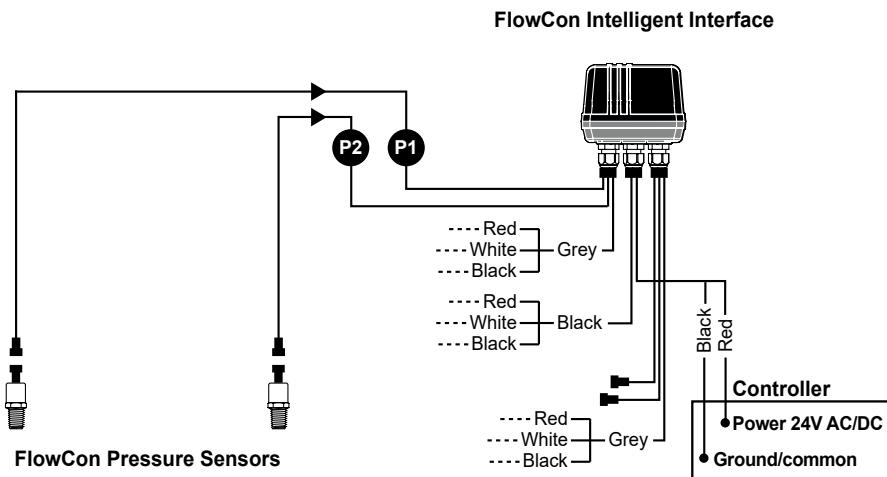 FlowCon Intelligent Interface
P2
P1
Red
White
Grey
Black
Red
White
Black
Black
Black
Red
Controller
Red
Power 24V AC/DC
White
Grey
Black
Ground/common
FlowCon Pressure Sensors